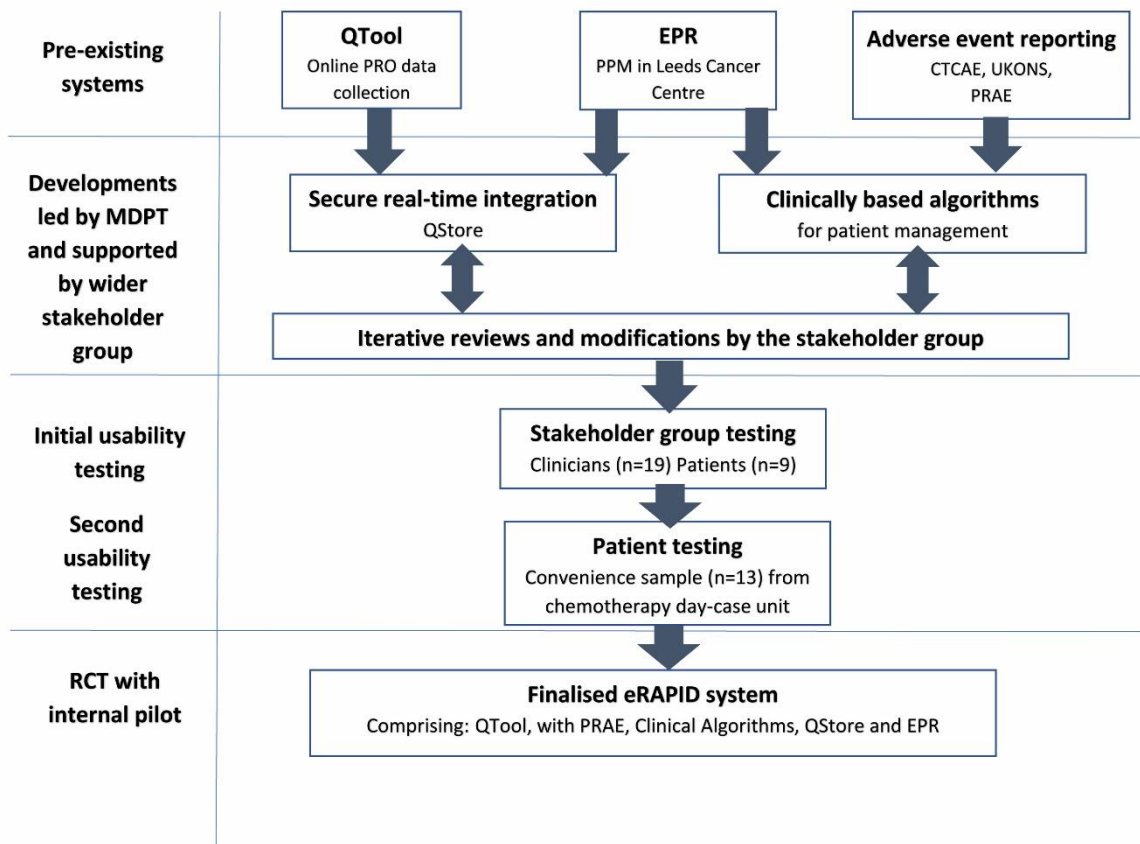 Pre-existing
systems
QTool
Online PRO data
collection
EPR
PPM in Leeds Cancer
Centre
Adverse event reporting
CTCAE, UKONS,
PRAE
Developments
led by MDPT
and supported
by wider
stakeholder
group
Secure real-time integration
QStore
Clinically based algorithms
for patient management
Iterative reviews and modifications by the stakeholder group
Initial usability
testing
Stakeholder group testing
Clinicians (n=19) Patients (n=9)
Second
usability
testing
Patient testing
Convenience sample (n=13) from
chemotherapy day-case unit
RCT with
internal pilot
Finalised eRAPID system
Comprising: QTool, with PRAE, Clinical Algorithms, QStore and EPR